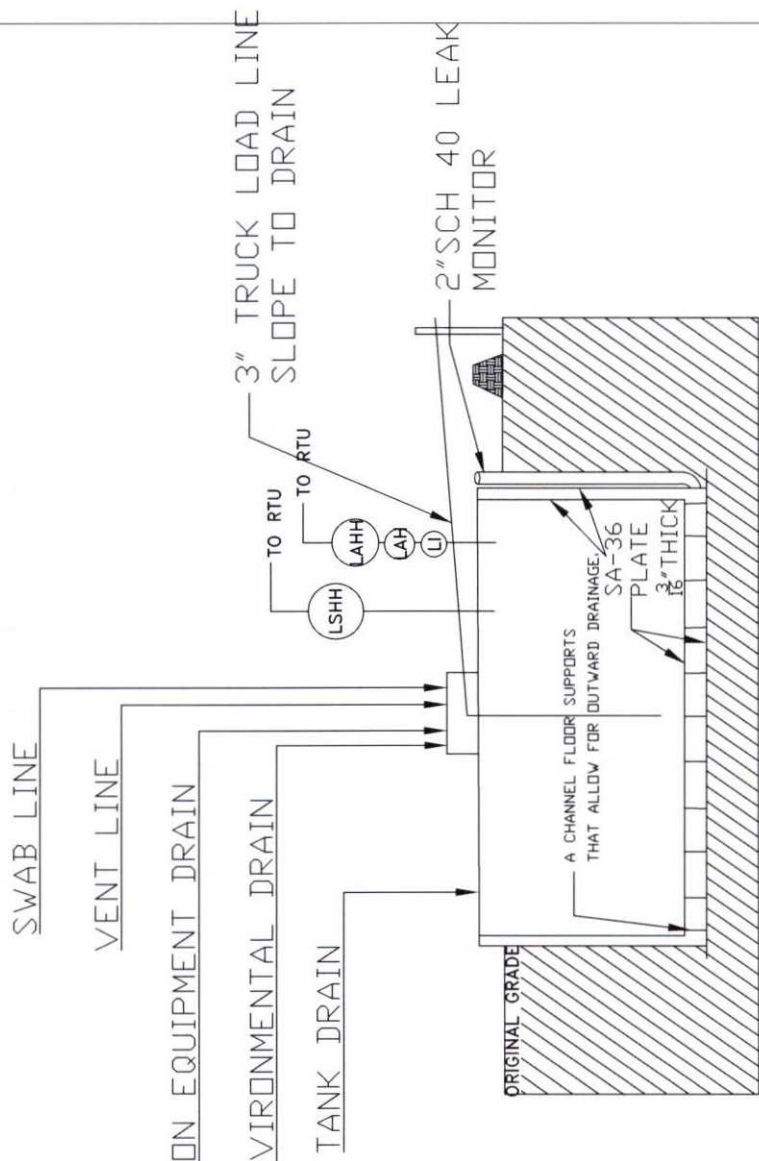 SWAB LINE
VENT LINE
ON EQUIPMENT DRAIN
VIRONMENTAL DRAIN
TANK DRAIN
TO RTU
TO RTU
LSHH
LAHH
LAH
LI
3" TRUCK LOAD LINE
SLOPE TO DRAIN
2"SCH 40 LEAK
MONITOR
ORIGINAL GRADE
A CHANNEL FLOOR SUPPORTS
THAT ALLOW FOR OUTWARD DRAINAGE.
SA-36
PLATE
3/16"THICK